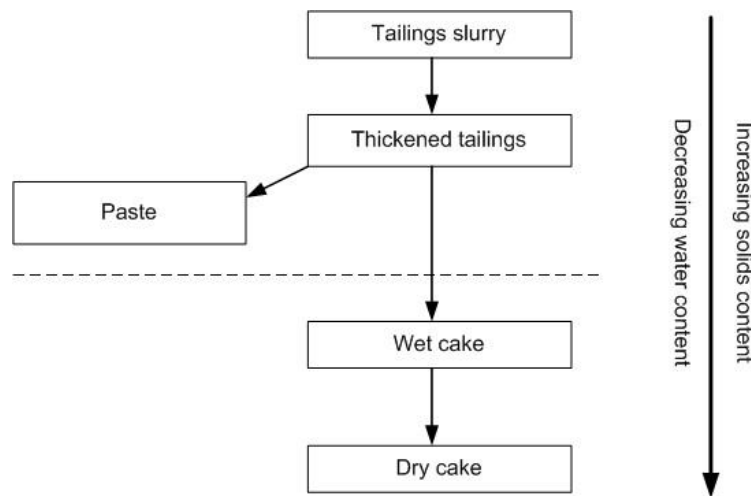 Tailings slurry
Thickened tailings
Paste
Wet cake
Dry cake
Decreasing water content
Increasing solids content